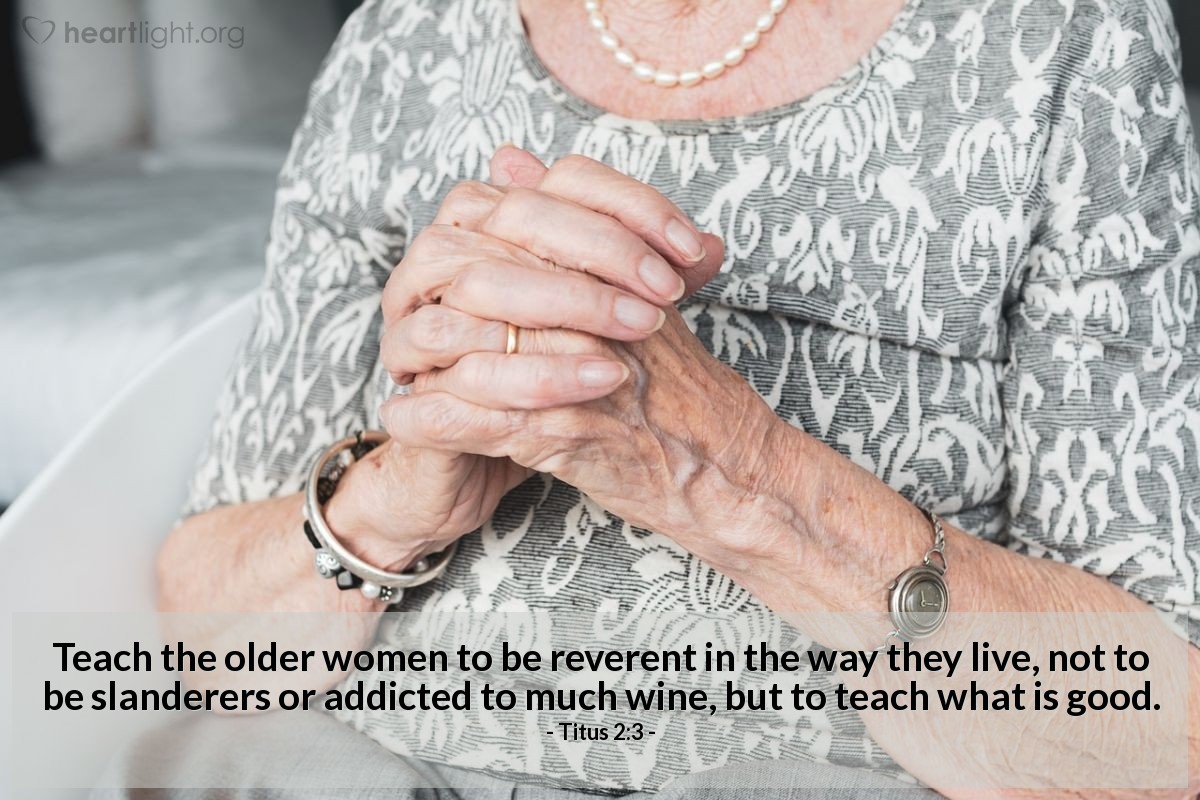 heartlight.org
Teach the older women to be reverent in the way they live, not to
be slanderers or addicted to much wine, but to teach what is good.
- Titus 2:3 -